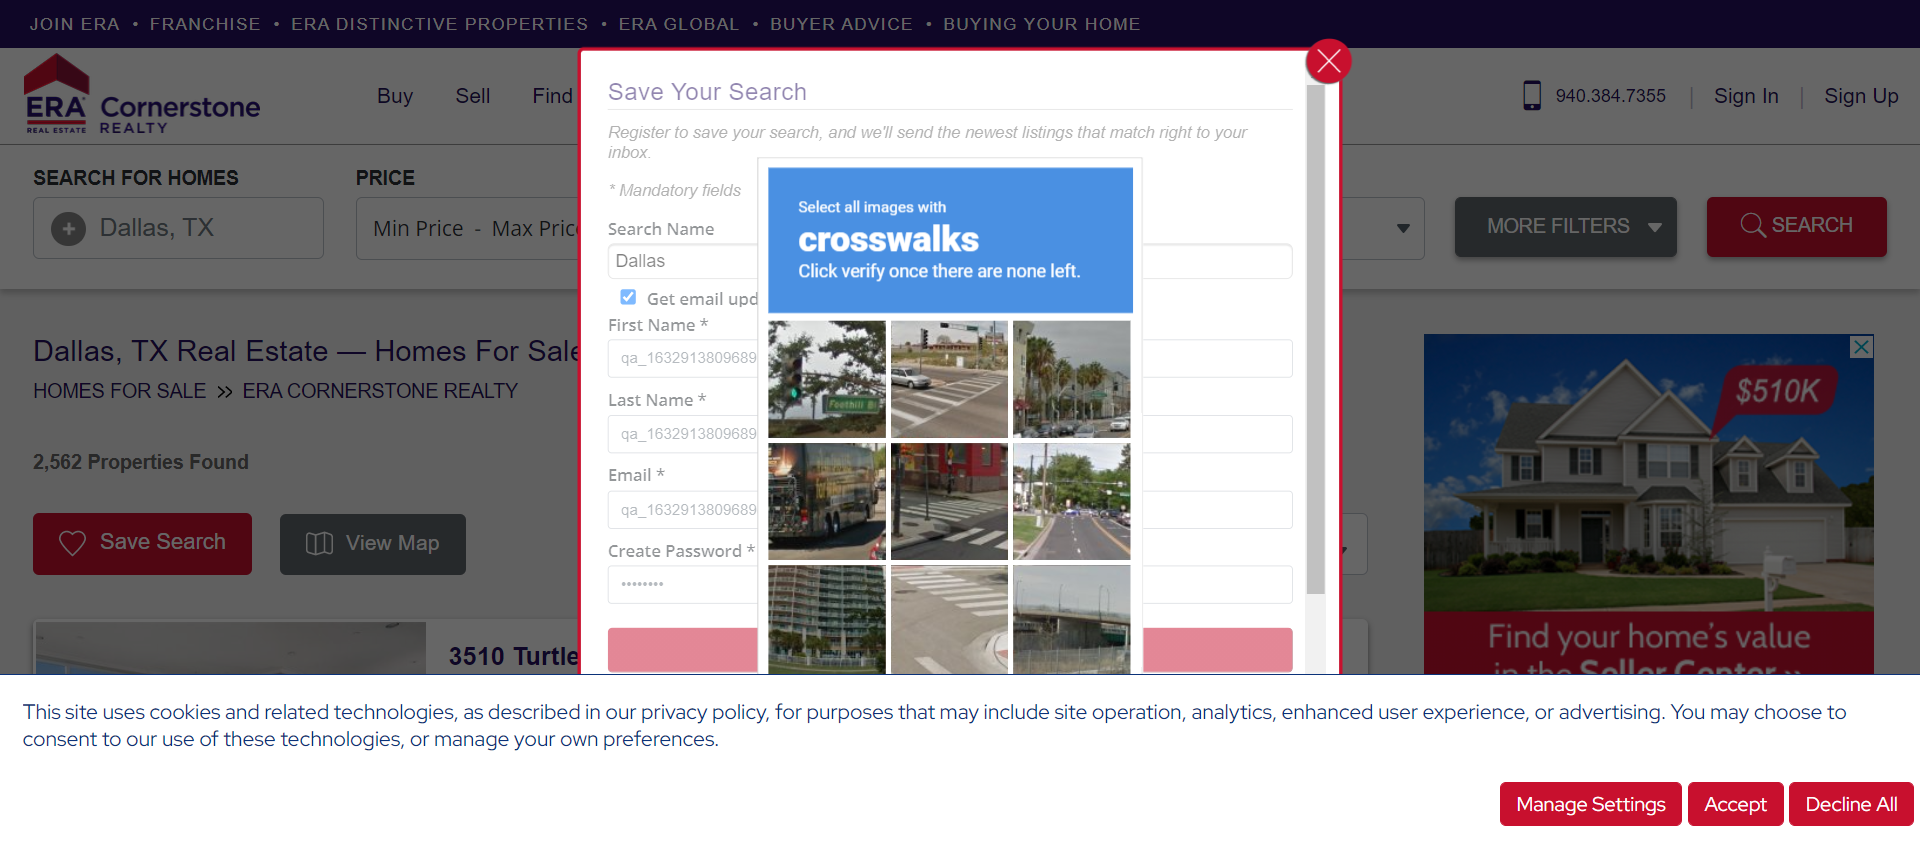 JOIN ERA • FRANCHISE • ERA DISTINCTIVE PROPERTIES • ERA GLOBAL • BUYER ADVICE • BUYING YOUR HOME
ERA
REAL ESTATE
Cornerstone
REALTY
Buy Sell Find
940.384.7355 | Sign In | Sign Up
SEARCH FOR HOMES
Dallas, TX
PRICE
Min Price - Max Pric
MORE FILTERS
SEARCH
Dallas, TX Real Estate — Homes For Sale
HOMES FOR SALE » ERA CORNERSTONE REALTY
2,562 Properties Found
Save Search
View Map
3510 Turtle
Save Your Search
Register to save your search, and we'll send the newest listings that match right to your
inbox.
* Mandatory fields
Search Name
Dallas
Get email upd
First Name *
qa_1632913809689
Last Name *
qa_1632913809689
Email *
qa_1632913809689
Create Password *
••••••••
Select all images with
crosswalks
Click verify once there are none left.
Foothill Bl
$510K
Find your home's value
in the Seller Center »
This site uses cookies and related technologies, as described in our privacy policy, for purposes that may include site operation, analytics, enhanced user experience, or advertising. You may choose to
consent to our use of these technologies, or manage your own preferences.
Manage Settings
Accept
Decline All